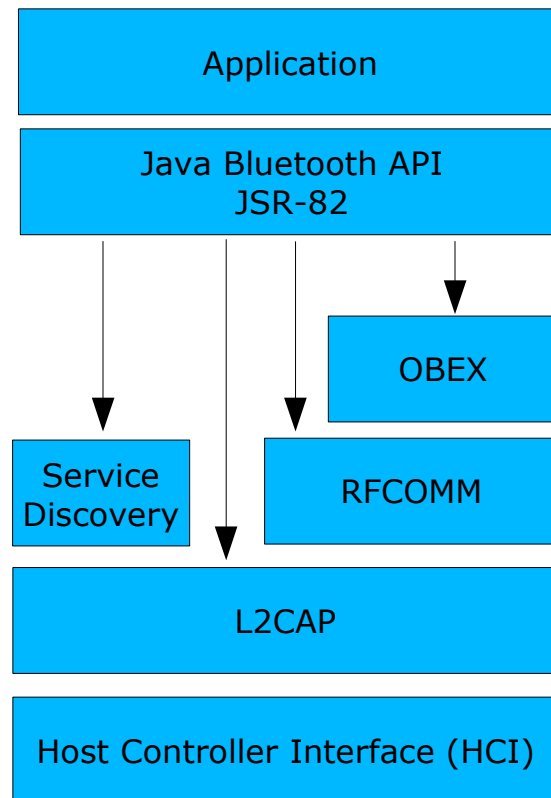 Application
Java Bluetooth API
JSR-82
OBEX
Service
Discovery
RFCOMM
L2CAP
Host Controller Interface (HCI)